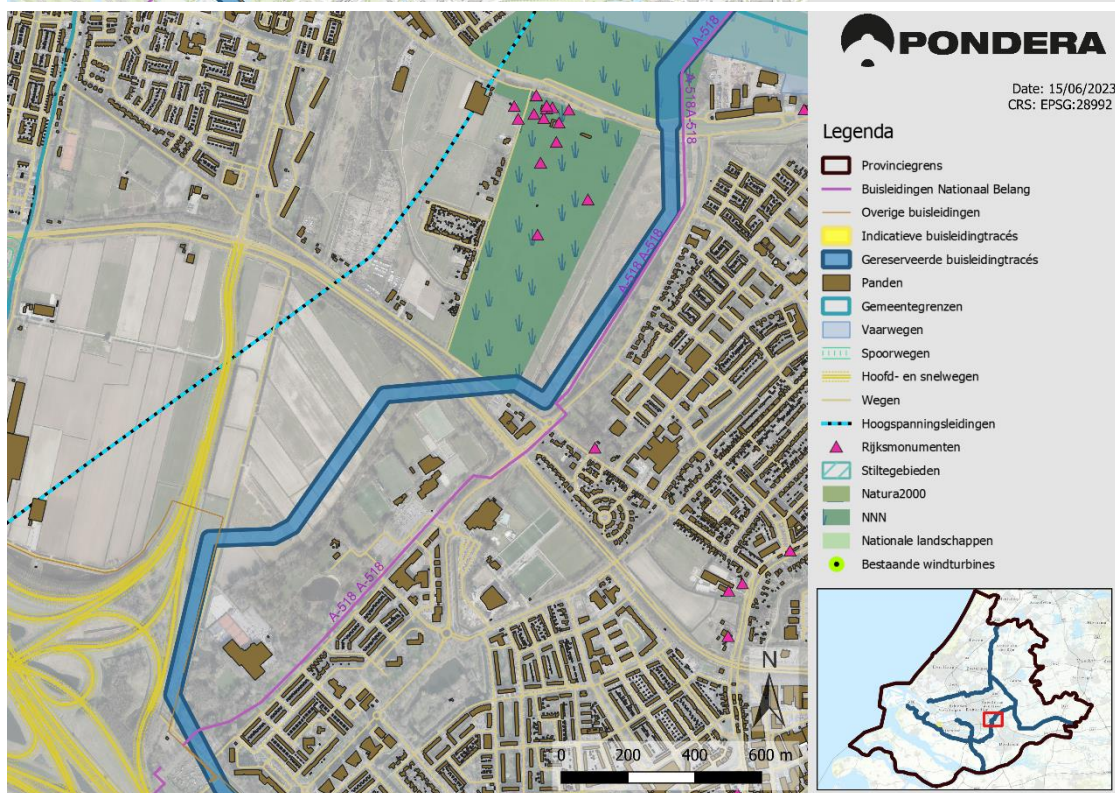 PONDERA
Date: 15/06/2023
CRS: EPSG:28992
Legenda
Provinciegrens
Buisleidingen Nationaal Belang
Overige buisleidingen
Indicatieve buisleidingtracés
Gereserveerde buisleidingtracés
Panden
Gemeentegrenzen
Vaarwegen
Spoorwegen
Hoofd- en snelwegen
Wegen
Hoogspanningsleidingen
Rijksmonumenten
Stiltegebieden
Natura2000
NNN
Nationale landschappen
Bestaande windturbines
A-518
A-518A-518
A-518 A-518
A-518 A-518
N
0 200 400 600 m